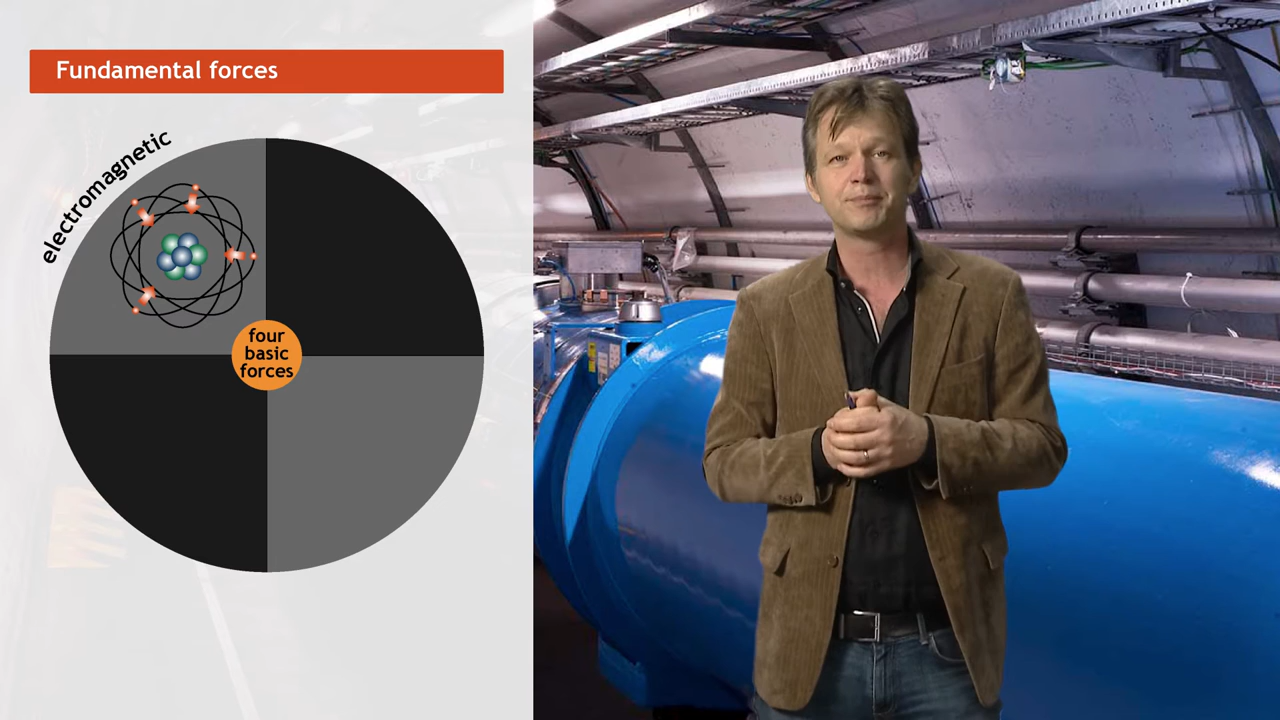 Fundamental forces
electromagnetic
four
basic
forces